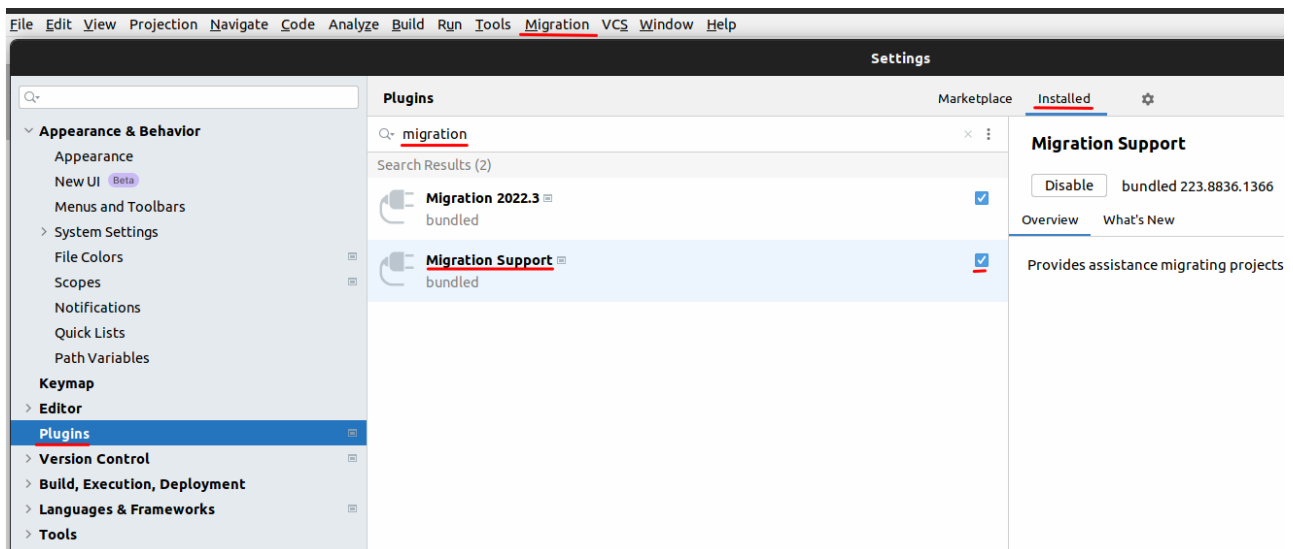 File Edit View Projection Navigate Code Analyze Build Run Tools Migration VCS Window Help
Settings
Plugins
Marketplace
Installed
Appearance & Behavior
Appearance
New UI Beta
Menus and Toolbars
System Settings
File Colors
Scopes
Notifications
Quick Lists
Path Variables
Keymap
Editor
Plugins
Version Control
Build, Execution, Deployment
Languages & Frameworks
Tools
migration
Search Results (2)
Migration 2022.3
bundled
Migration Support
bundled
Migration Support
Disable bundled 223.8836.1366
Overview What's New
Provides assistance migrating projects